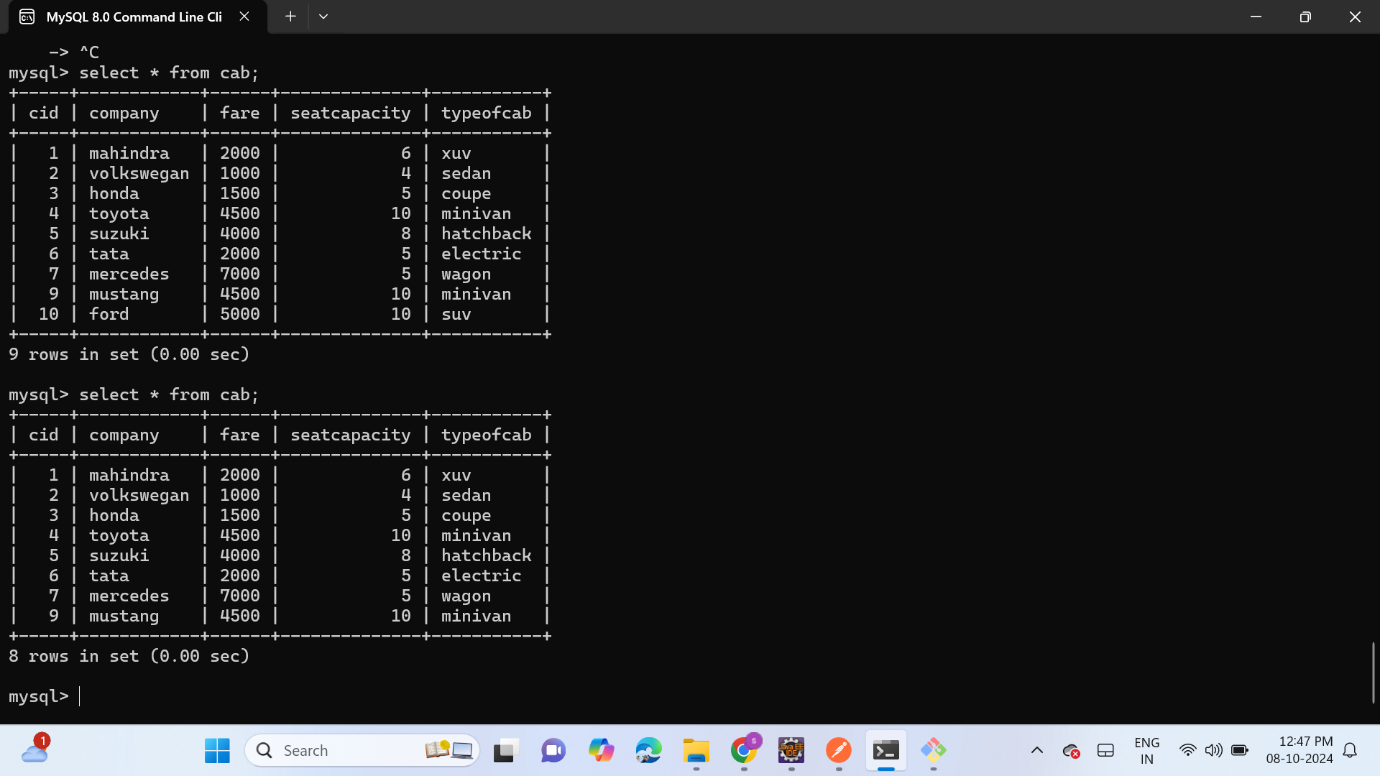 MySQL 8.0 Command Line Cli
-> ^C
mysql> select * from cab;
+-----+------------+------+--------------+-----------+
| cid | company    | fare | seatcapacity | typeofcab |
+-----+------------+------+--------------+-----------+
|   1 | mahindra   | 2000 |            6 | xuv       |
|   2 | volkswegan | 1000 |            4 | sedan     |
|   3 | honda      | 1500 |            5 | coupe     |
|   4 | toyota     | 4500 |           10 | minivan   |
|   5 | suzuki     | 4000 |            8 | hatchback |
|   6 | tata       | 2000 |            5 | electric  |
|   7 | mercedes   | 7000 |            5 | wagon     |
|   9 | mustang    | 4500 |           10 | minivan   |
|  10 | ford       | 5000 |           10 | suv       |
+-----+------------+------+--------------+-----------+
9 rows in set (0.00 sec)
mysql> select * from cab;
+-----+------------+------+--------------+-----------+
| cid | company    | fare | seatcapacity | typeofcab |
+-----+------------+------+--------------+-----------+
|   1 | mahindra   | 2000 |            6 | xuv       |
|   2 | volkswegan | 1000 |            4 | sedan     |
|   3 | honda      | 1500 |            5 | coupe     |
|   4 | toyota     | 4500 |           10 | minivan   |
|   5 | suzuki     | 4000 |            8 | hatchback |
|   6 | tata       | 2000 |            5 | electric  |
|   7 | mercedes   | 7000 |            5 | wagon     |
|   9 | mustang    | 4500 |           10 | minivan   |
+-----+------------+------+--------------+-----------+
8 rows in set (0.00 sec)
mysql>
1
Search
S
Java EE
IDE
ENG
IN
12:47 PM
08-10-2024